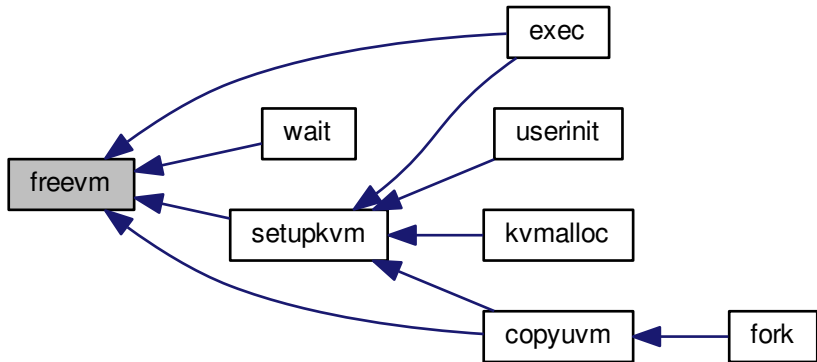 exec
wait
userinit
freevm
setupkvm
kvmalloc
copyuvm
fork